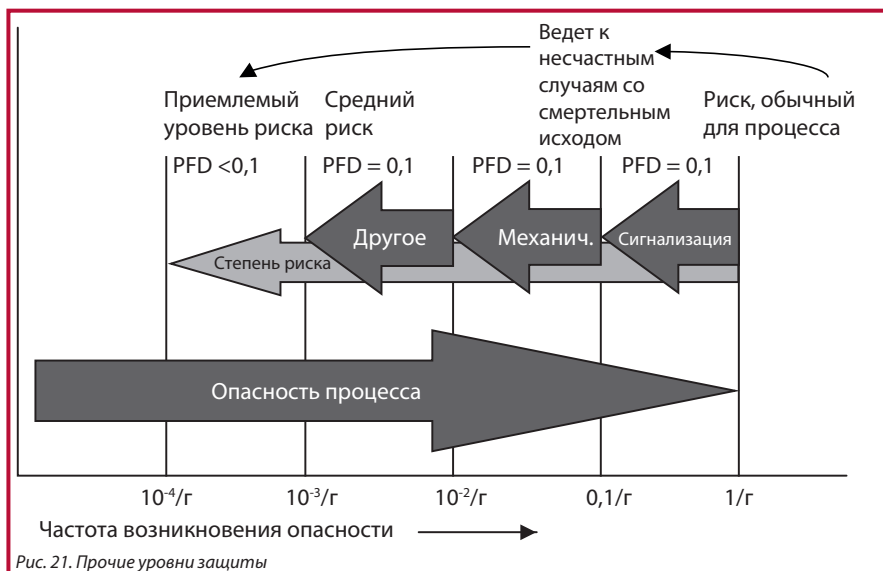 Ведет к
несчастным
случаям со
смертельным
исходом
Приемлемый
уровень риска
Средний
риск
Риск, обычный
для процесса
PFD <0,1
PFD = 0,1
PFD = 0,1
PFD = 0,1
Другое
Механич.
Сигнализация
Степень риска
Опасность процесса
10⁻⁴/г
10⁻³/г
10⁻²/г
0,1/г
1/г
Частота возникновения опасности
Рис. 21. Прочие уровни защиты